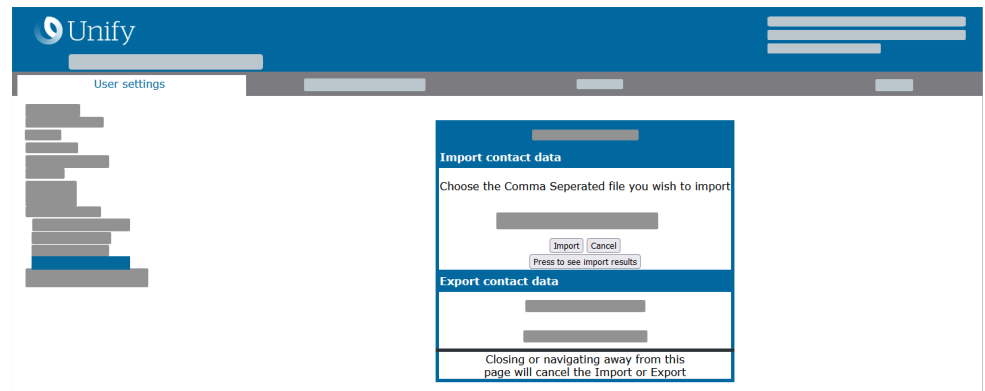 Unify
User settings
Import contact data
Choose the Comma Seperated file you wish to import
Import Cancel
Press to see import results
Export contact data
Closing or navigating away from this
page will cancel the Import or Export